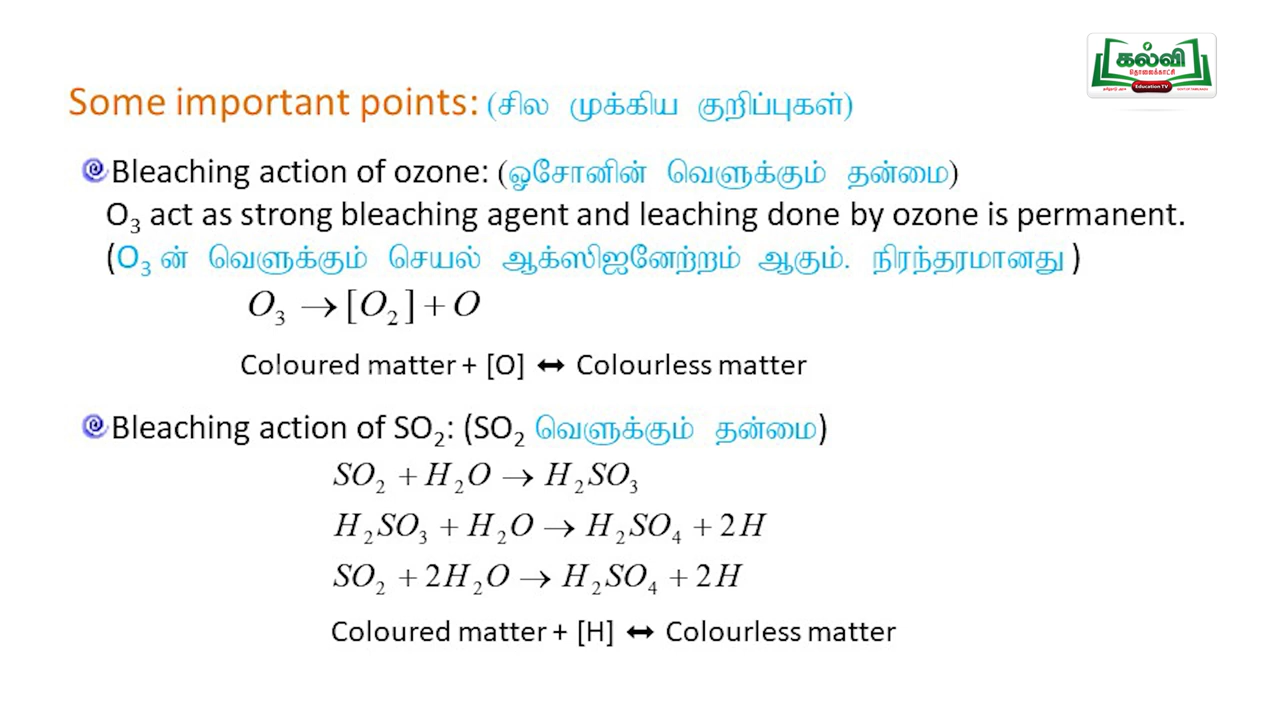 கல்வி
தொலைக்காட்சி
Education TV
Some important points: (சில முக்கிய குறிப்புகள்)
Bleaching action of ozone: (ஓசோனின் வெளுக்கும் தன்மை)
O₃ act as strong bleaching agent and leaching done by ozone is permanent.
(O₃ ன் வெளுக்கும் செயல் ஆக்ஸிஐனேற்றம் ஆகும். நிரந்தரமானது )
O₃ → [O₂] + O
Coloured matter + [O] ↔ Colourless matter
Bleaching action of SO₂: (SO₂ வெளுக்கும் தன்மை)
SO₂ + H₂O → H₂SO₃
H₂SO₃ + H₂O → H₂SO₄ + 2H
SO₂ + 2H₂O → H₂SO₄ + 2H
Coloured matter + [H] ↔ Colourless matter